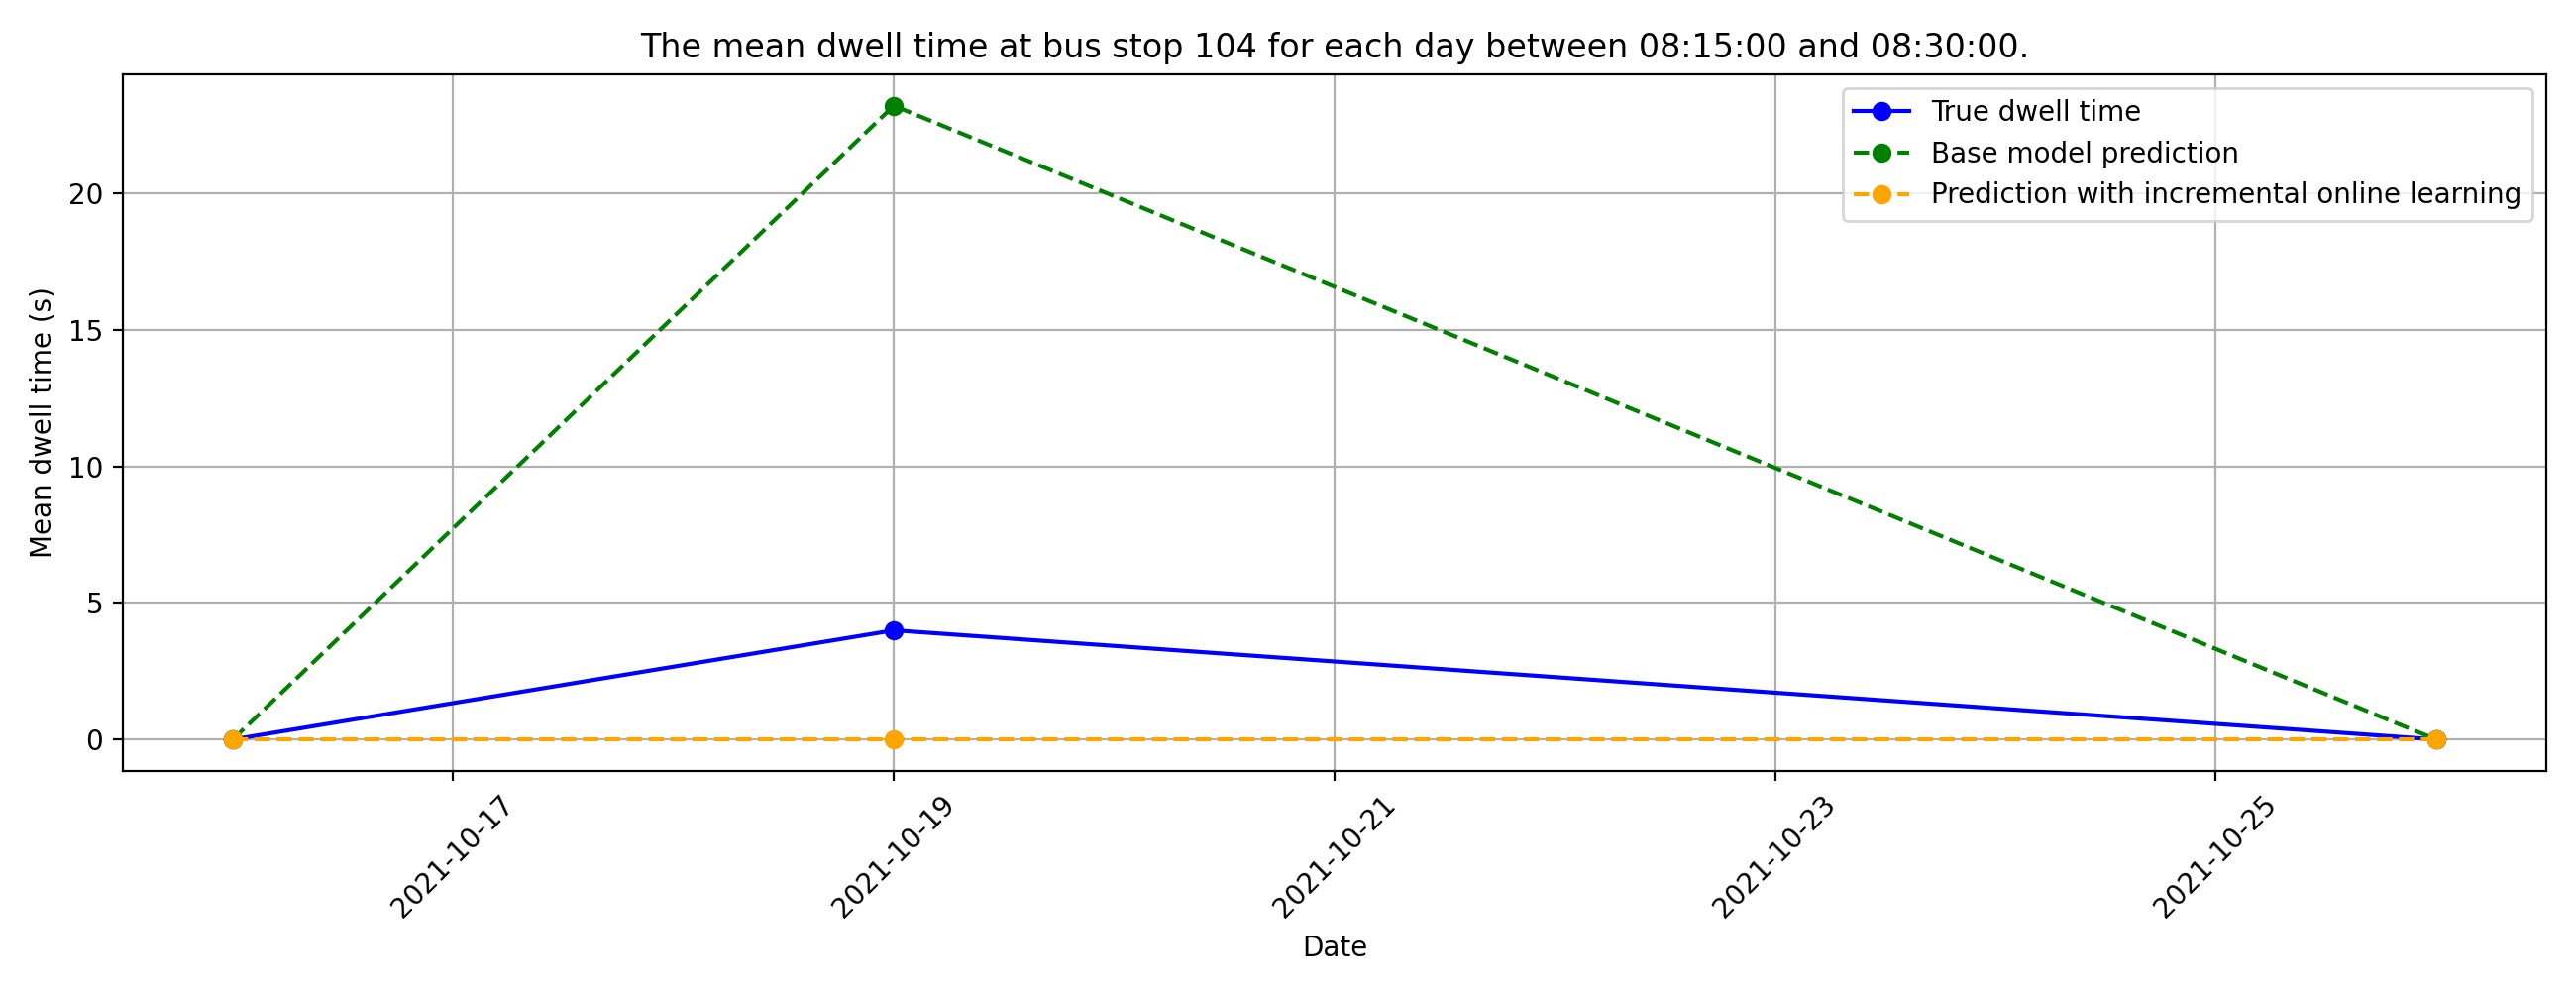 The mean dwell time at bus stop 104 for each day between 08:15:00 and 08:30:00.
True dwell time
Base model prediction
Prediction with incremental online learning
Mean dwell time (s)
20
15
10
5
0
2021-10-17
2021-10-19
2021-10-21
2021-10-23
2021-10-25
Date